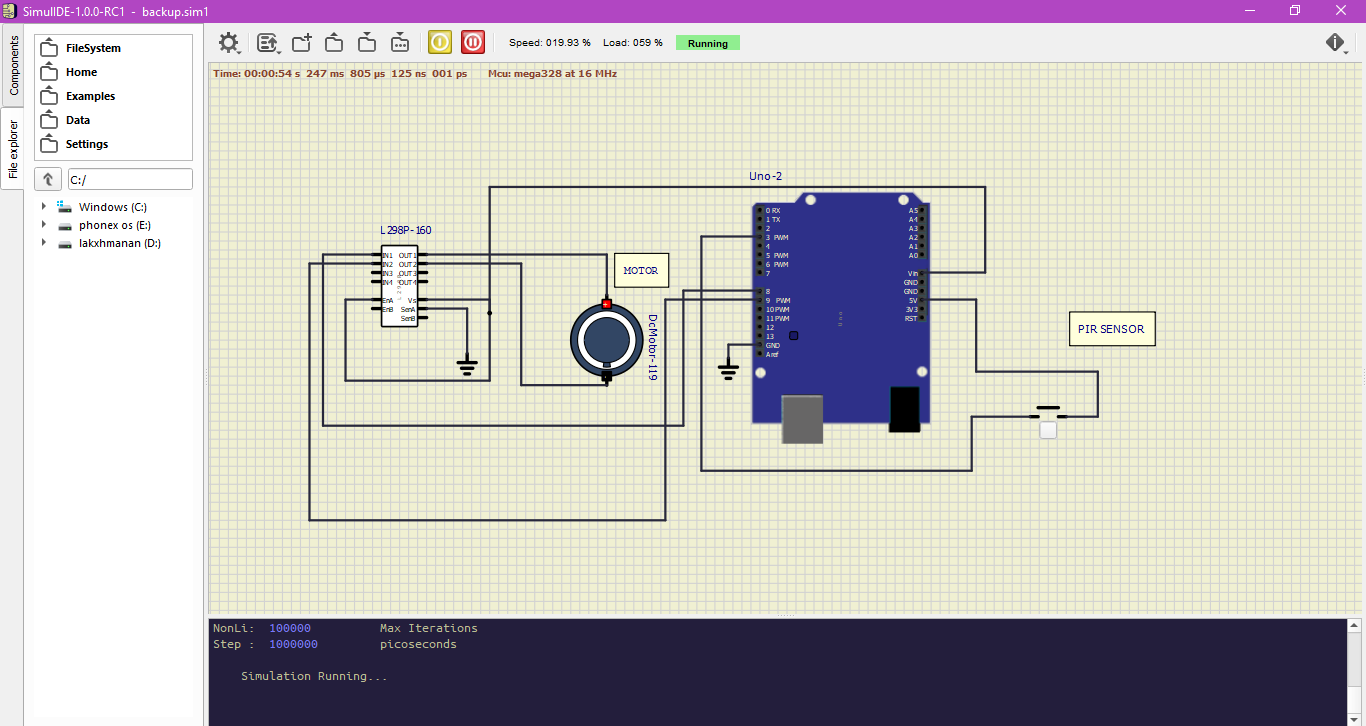 SimulIDE-1.0.0-RC1 - backup.sim1
Components
File explorer
FileSystem
Home
Examples
Data
Settings
C:/
Windows (C:)
phonex os (E:)
lakxhmanan (D:)
Speed: 019.93 % Load: 059 % Running
Time: 00:00:54 s 247 ms 805 µs 125 ns 001 ps Mcu: mega328 at 16 MHz
Uno-2
L298P-160
IN1 OUT1
IN2 OUT2
IN3 OUT3
IN4 OUT4
EnA Vs
EnB SenA
SenB
MOTOR
DcMotor-119
0 RX
1 TX
2
3 PWM
4
5 PWM
6 PWM
7
8
9 PWM
10 PWM
11 PWM
12
13
GND
Aref
A5
A4
A3
A2
A1
A0
Vin
GND
GND
5V
3V3
RST
PIR SENSOR
NonLi: 100000 Max Iterations
Step : 1000000 picoseconds
Simulation Running...